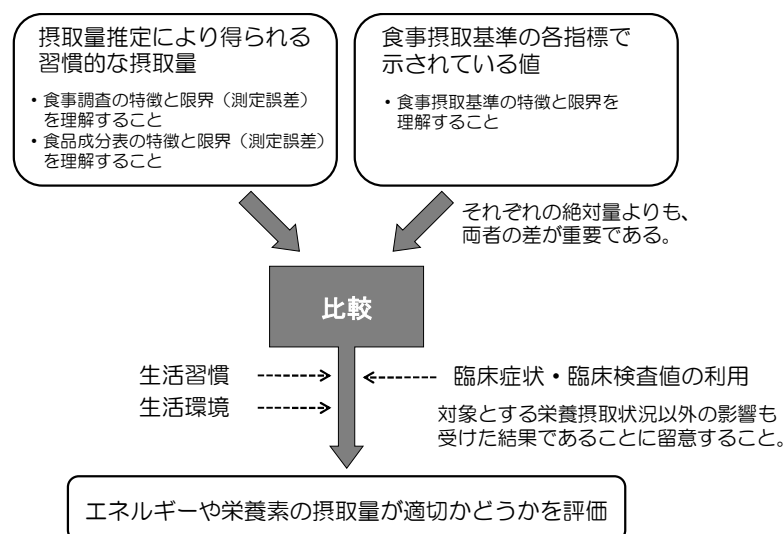 摂取量推定により得られる
習慣的な摂取量
・食事調査の特徴と限界（測定誤差）
を理解すること
・食品成分表の特徴と限界（測定誤差）
を理解すること
食事摂取基準の各指標で
示されている値
・食事摂取基準の特徴と限界を
理解すること
それぞれの絶対量よりも、
両者の差が重要である。
比較
生活習慣
生活環境
臨床症状・臨床検査値の利用
対象とする栄養摂取状況以外の影響も
受けた結果であることに留意すること。
エネルギーや栄養素の摂取量が適切かどうかを評価